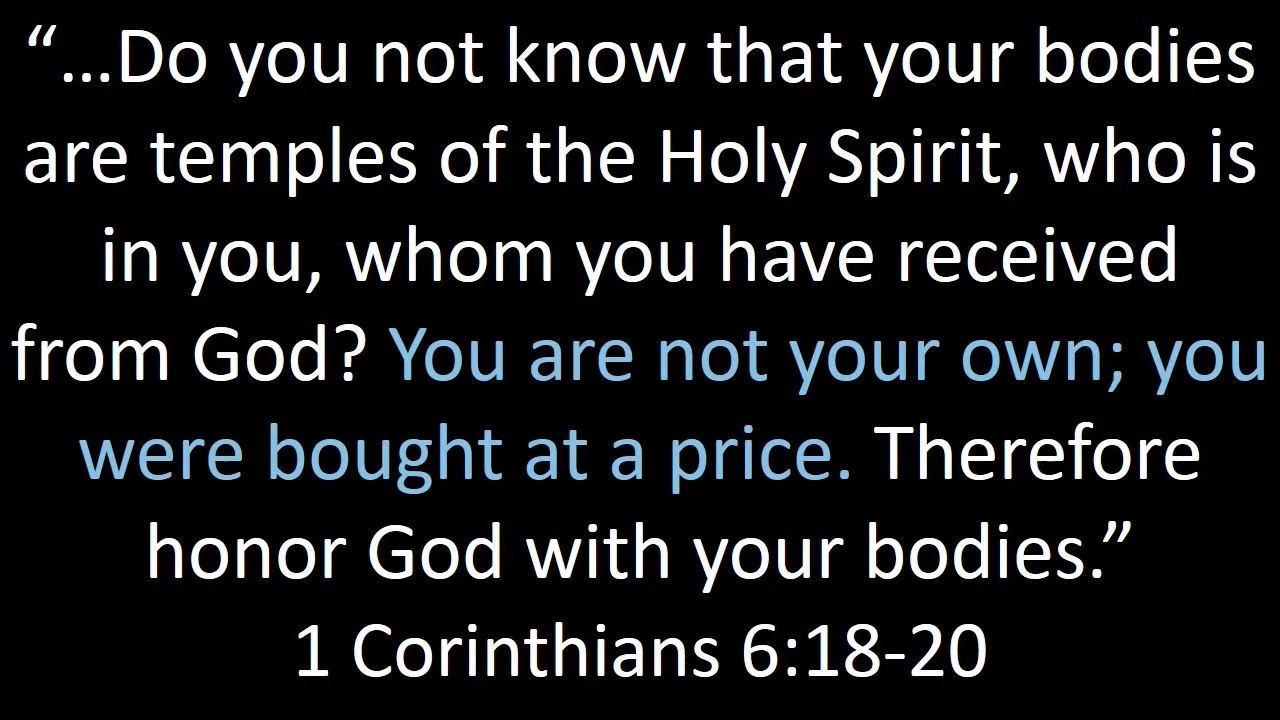 “...Do you not know that your bodies
are temples of the Holy Spirit, who is
in you, whom you have received
from God? You are not your own; you
were bought at a price. Therefore
honor God with your bodies.”
1 Corinthians 6:18-20